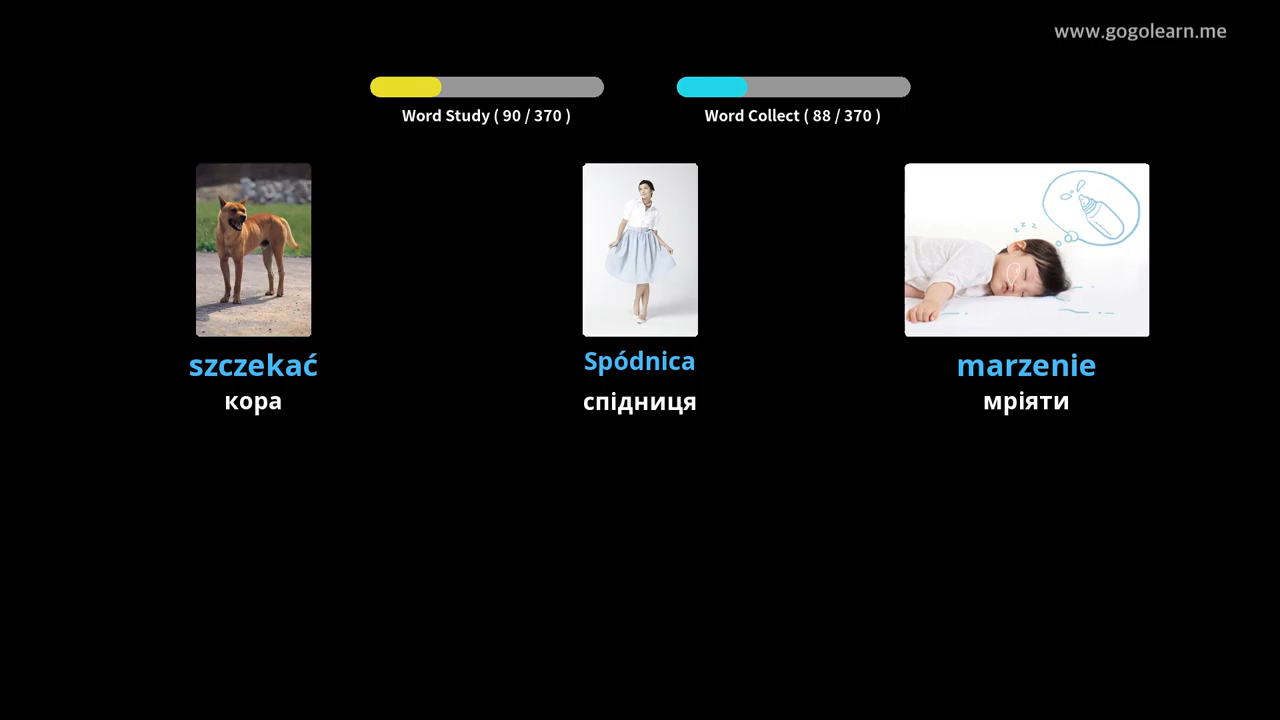 www.gogolearn.me
Word Study ( 90 / 370 )
Word Collect ( 88 / 370 )
szczekać
кора
Spódnica
спідниця
marzenie
мріяти